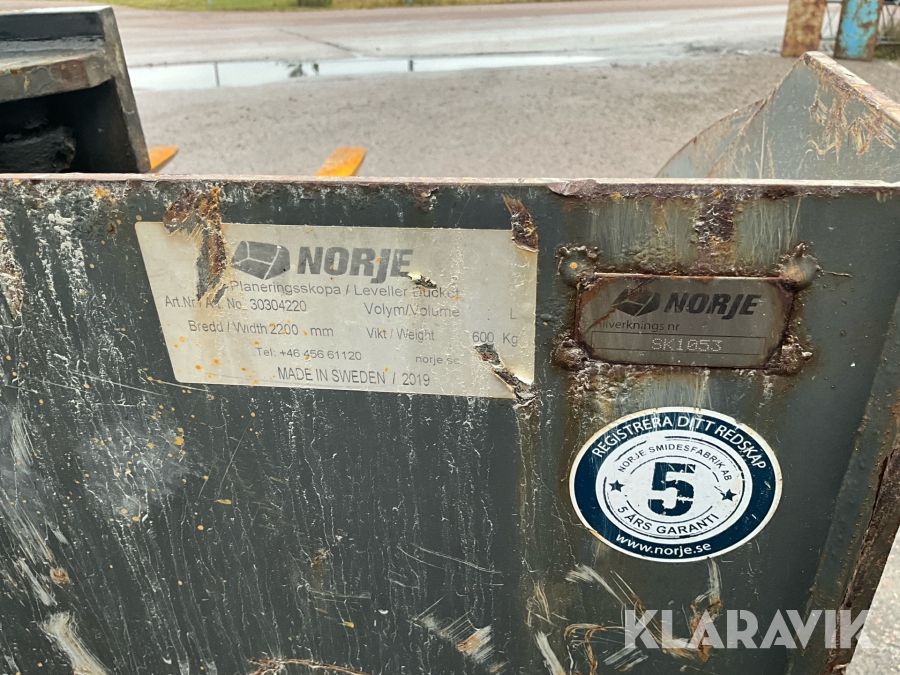 NORJE
Planeringsskopa / Leveller Bucket
Art.Nr / Art. No 30304220 Volym/Volume L
Bredd / Width 2200 mm Vikt / Weight 600 Kg
Tel: +46 456 61120 norje.se
MADE IN SWEDEN / 2019
NORJE
Tillverknings nr
SK1053
REGISTRERA DITT REDSKAP
NORJE SMIDESFABRIK AB
5
5 ÅRS GARANTI
www.norje.se
KLARAVIK